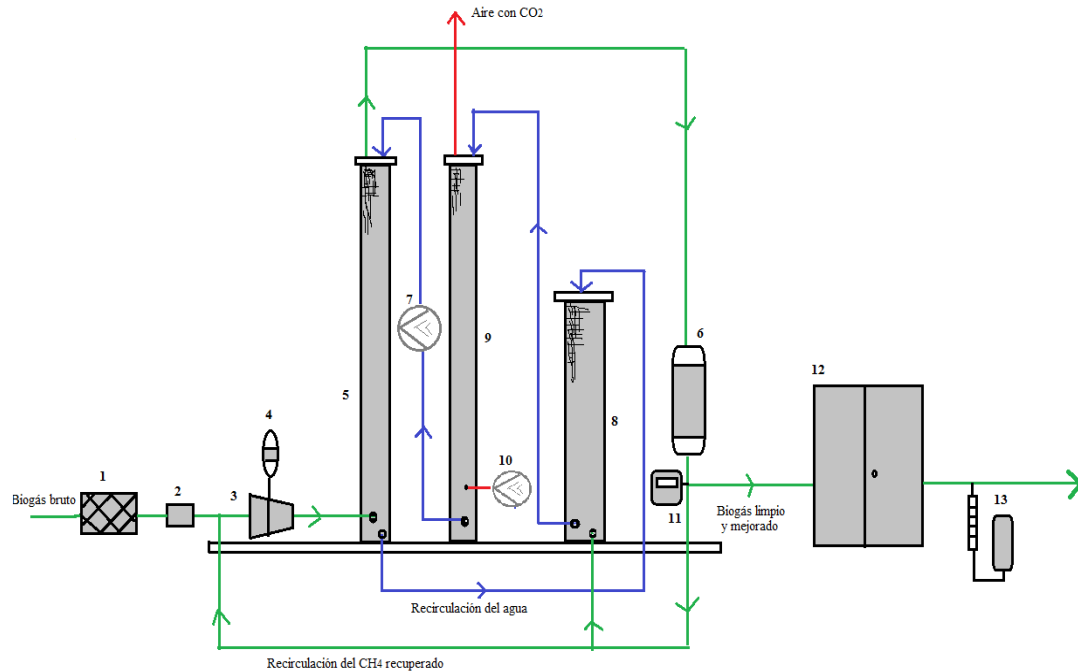 Aire con CO2
7
6
9
12
5
4
8
10
1
2
3
13
Biogás bruto
11
Biogás limpio
y mejorado
Recirculación del agua
Recirculación del CH4 recuperado